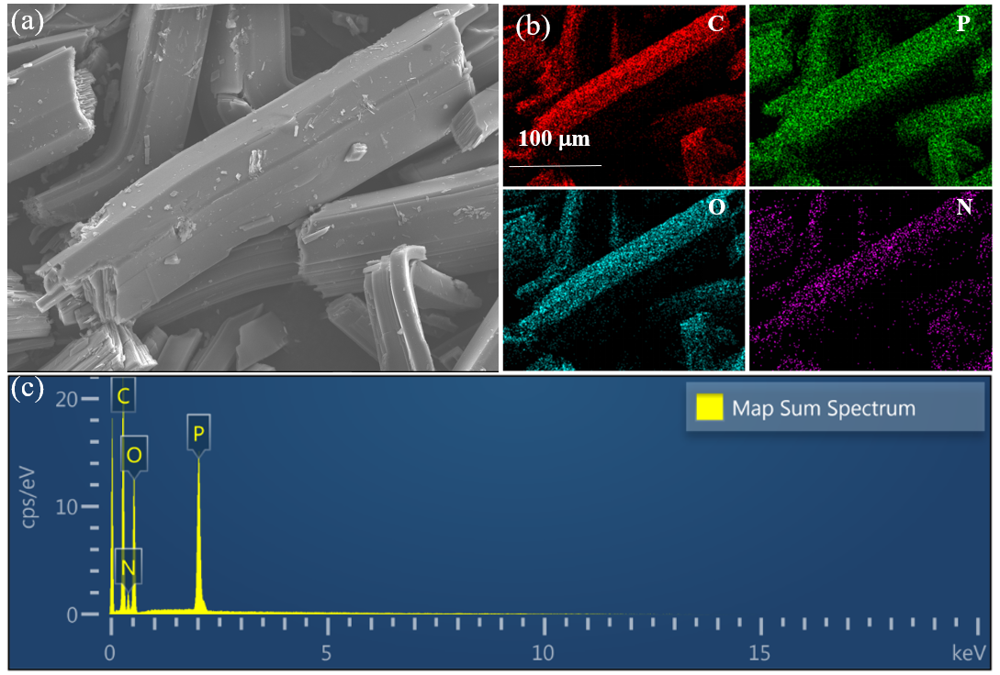 (a)
(b)
C
P
100 μm
O
N
(c)
C
O
P
N
Map Sum Spectrum
cps/eV
20
10
0
0
5
10
15
keV